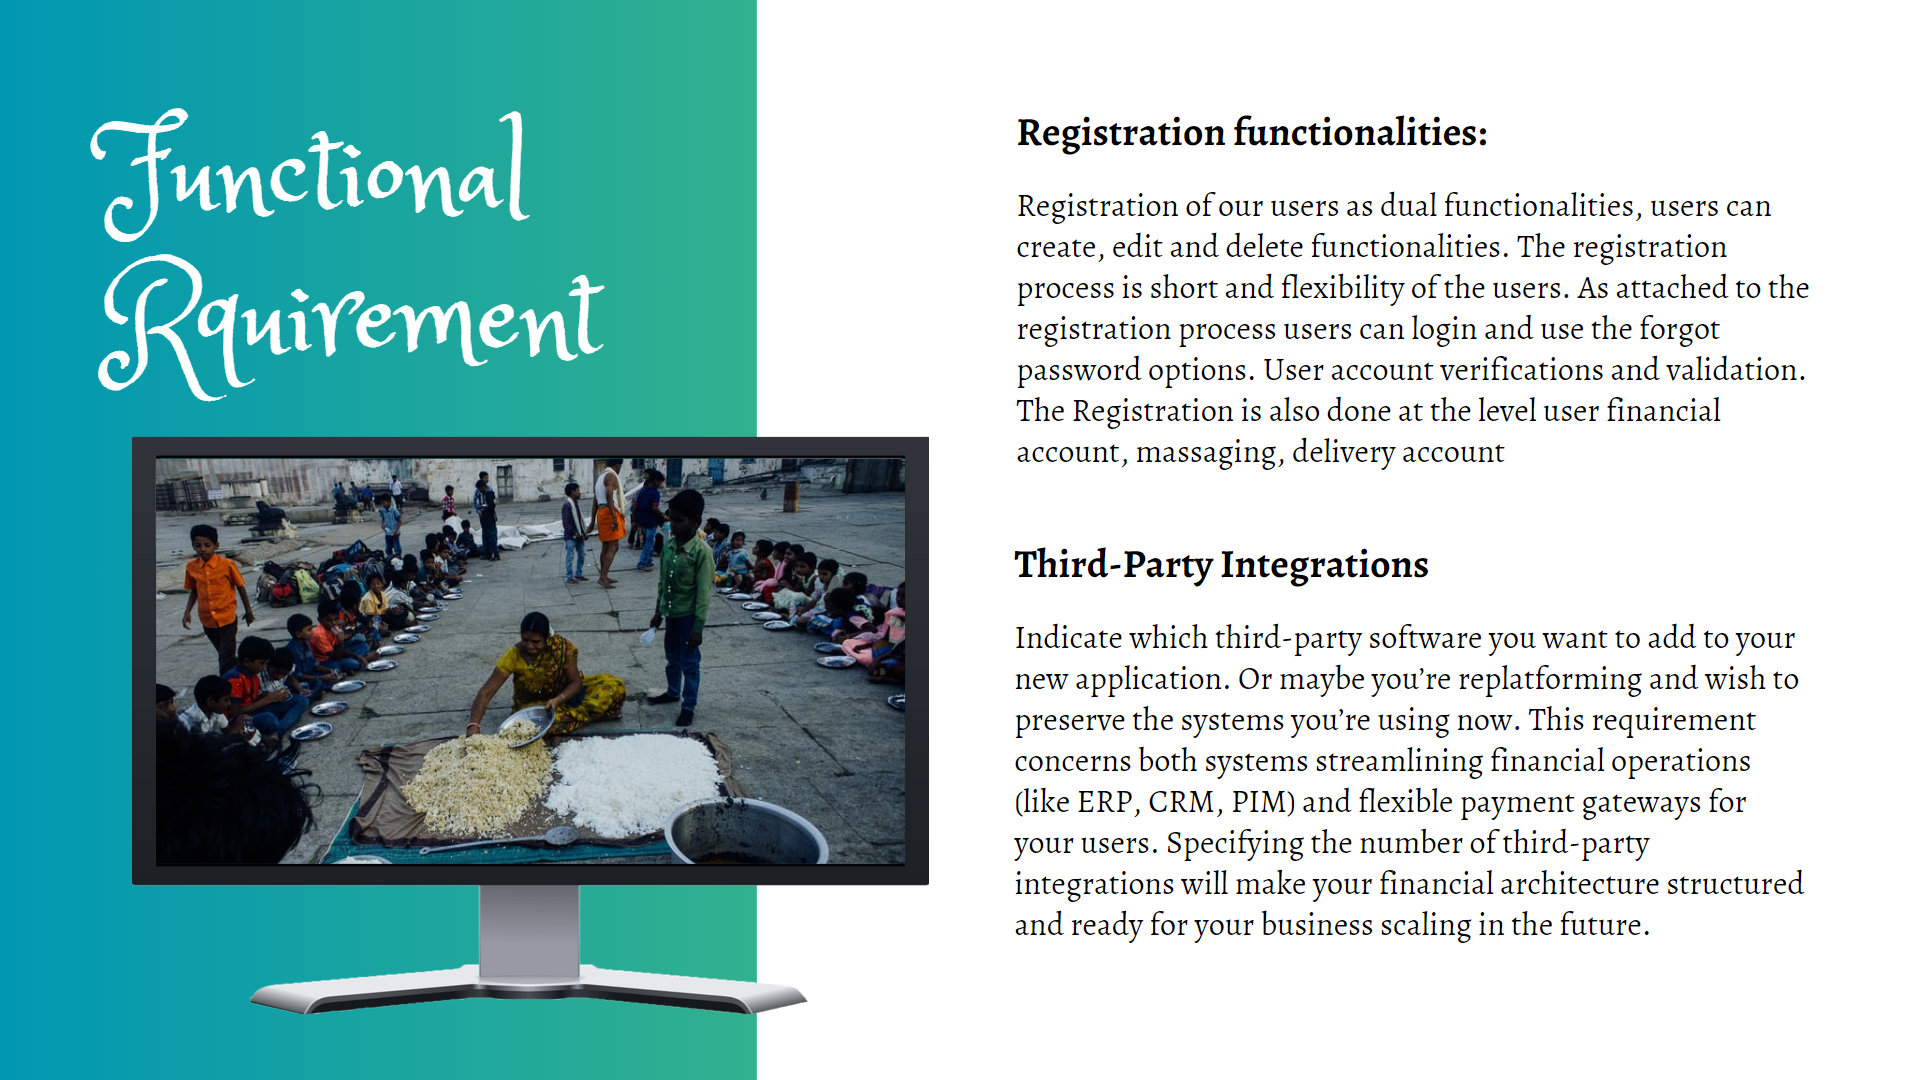 Functional
Rquirement
Registration functionalities:
Registration of our users as dual functionalities, users can
create, edit and delete functionalities. The registration
process is short and flexibility of the users. As attached to the
registration process users can login and use the forgot
password options. User account verifications and validation.
The Registration is also done at the level user financial
account, massaging, delivery account
Third-Party Integrations
Indicate which third-party software you want to add to your
new application. Or maybe you’re replatforming and wish to
preserve the systems you’re using now. This requirement
concerns both systems streamlining financial operations
(like ERP, CRM, PIM) and flexible payment gateways for
your users. Specifying the number of third-party
integrations will make your financial architecture structured
and ready for your business scaling in the future.